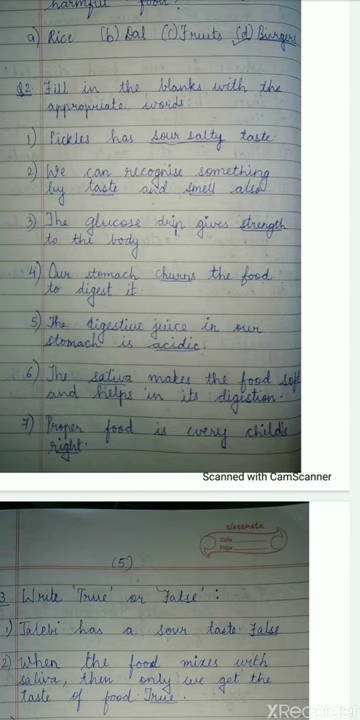 harmful food?
a) Rice (b) Dal (c) Fruits (d) Burgers
Q2 Fill in the blanks with the
appropriate words:
1) Pickles has sour salty taste.
2) We can recognise something
by taste and smell also.
3) The glucose drip gives strength
to the body
4) Our stomach churns the food
to digest it.
5) The digestive juice in our
stomach is acidic.
6) The saliva makes the food soft
and helps in its digestion.
7) Proper food is every child's
right.
Scanned with CamScanner
classmate
Date
Page
(5)
3 Write 'True' or 'False' :
1) Jalebi has a sour taste. False
2) When the food mixes with
saliva, then only we get the
taste of food. True.
XRecorder